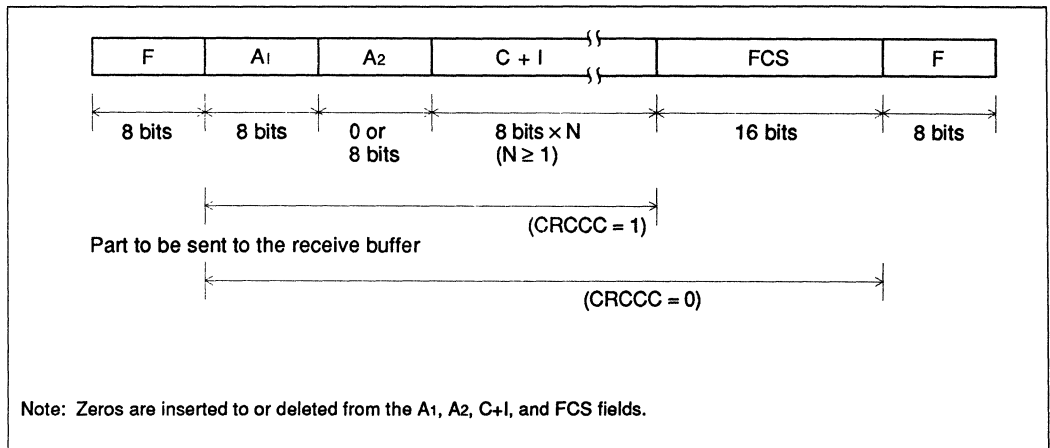 F A1 A2 C + I FCS F
8 bits 8 bits 0 or 8 bits × N 16 bits 8 bits
8 bits (N ≥ 1)
(CRCCC = 1)
Part to be sent to the receive buffer
(CRCCC = 0)
Note: Zeros are inserted to or deleted from the A1, A2, C+I, and FCS fields.